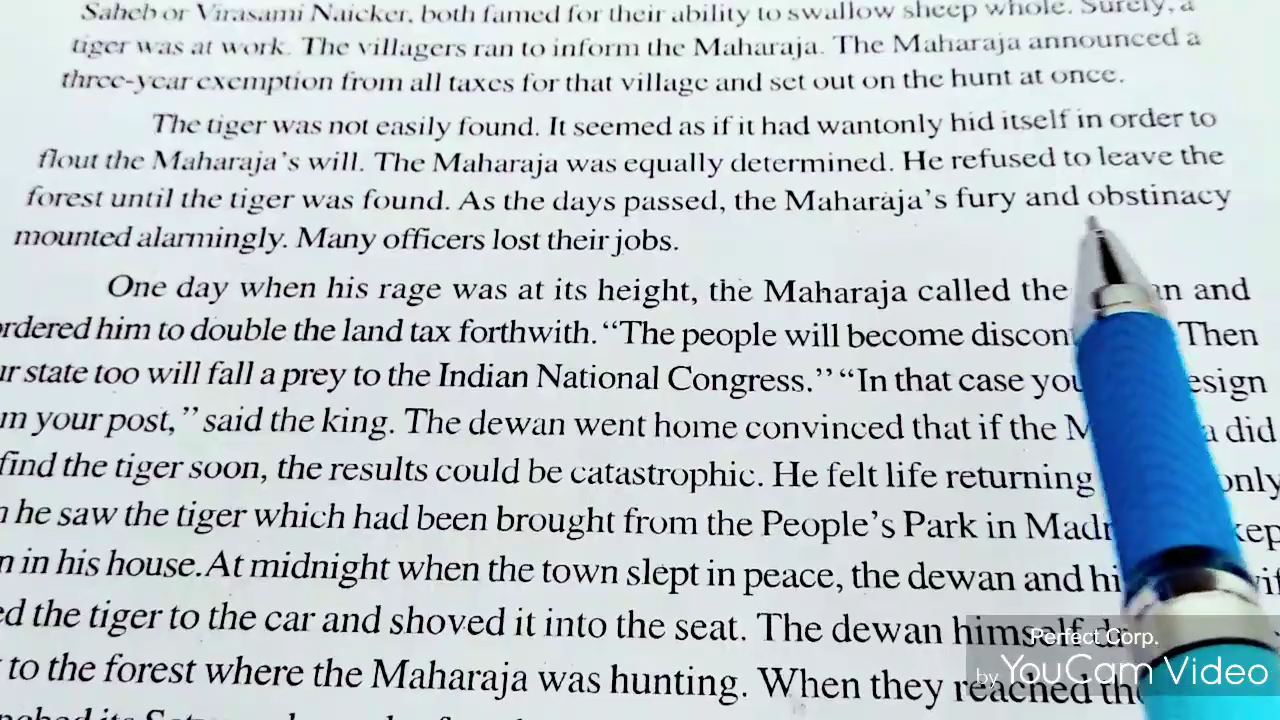 Saheb or Virasami Naicker, both famed for their ability to swallow sheep whole. Surely, a
tiger was at work. The villagers ran to inform the Maharaja. The Maharaja announced a
three-year exemption from all taxes for that village and set out on the hunt at once.
The tiger was not easily found. It seemed as if it had wantonly hid itself in order to
flout the Maharaja's will. The Maharaja was equally determined. He refused to leave the
forest until the tiger was found. As the days passed, the Maharaja's fury and obstinacy
mounted alarmingly. Many officers lost their jobs.
One day when his rage was at its height, the Maharaja called the and
him to double the land tax forthwith. "The people will become Then
state too will fall a prey to the Indian National Congress." "In that case
your post," said the king. The dewan went home convinced that if the did
find the tiger soon, the results could be catastrophic. He felt life returning only
he saw the tiger which had been brought from the People's Park in
in his house. At midnight when the town slept in peace, the dewan and
the tiger to the car and shoved it into the seat. The dewan himself
to the forest where the Maharaja was hunting. When they reached
its
Perfect Corp.
by YouCam Video